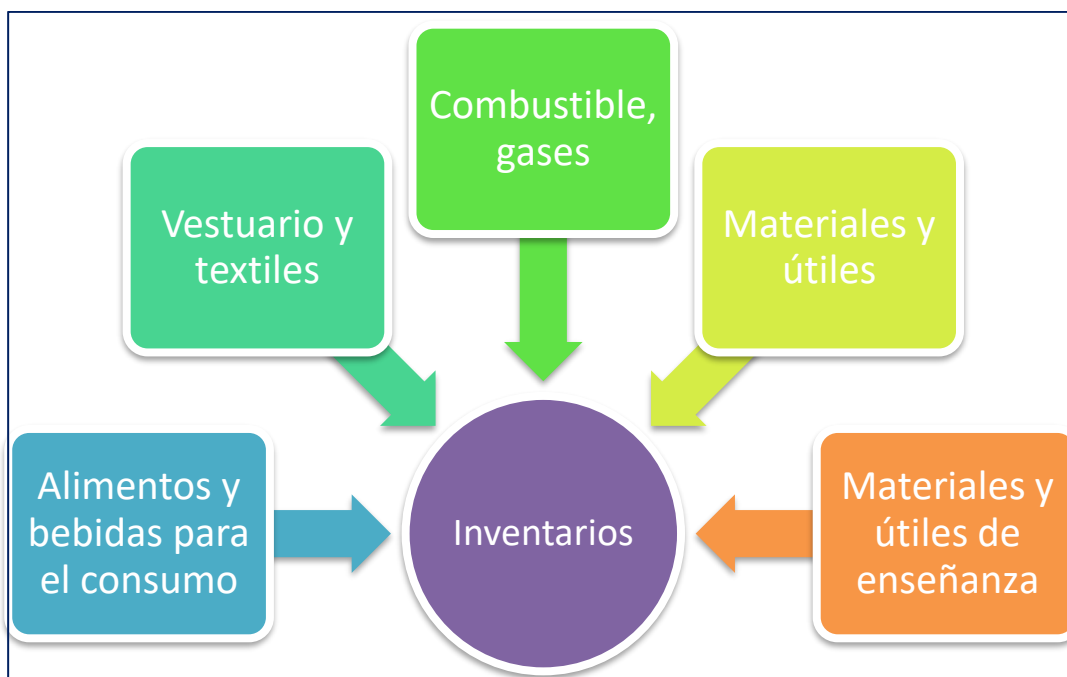 Combustible,
gases
Vestuario y
textiles
Materiales y
útiles
Alimentos y
bebidas para
el consumo
Inventarios
Materiales y
útiles de
enseñanza